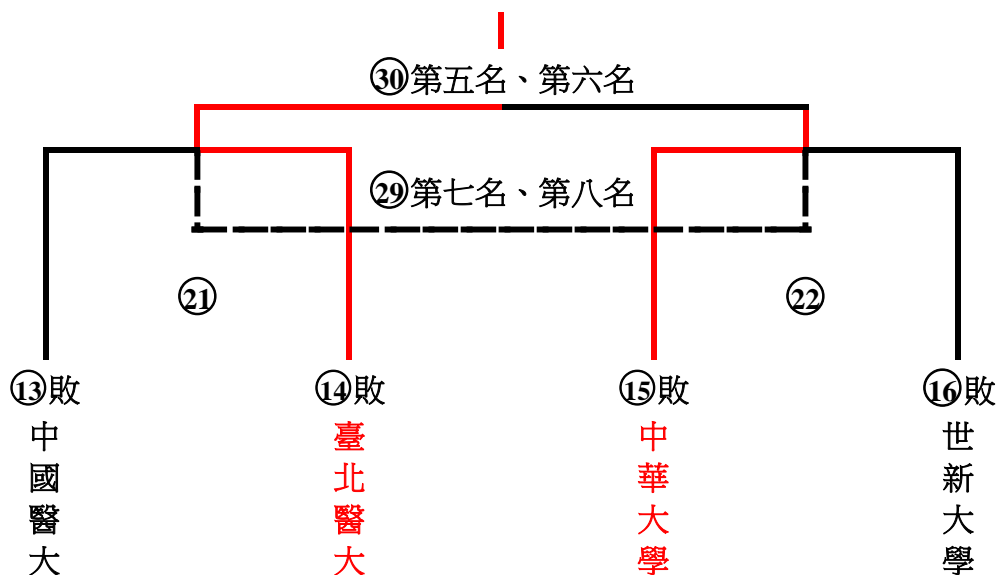 ㉚第五名、第六名
㉙第七名、第八名
㉑
㉒
⑬敗
⑭敗
⑮敗
⑯敗
中國醫大
臺北醫大
中華大學
世新大學